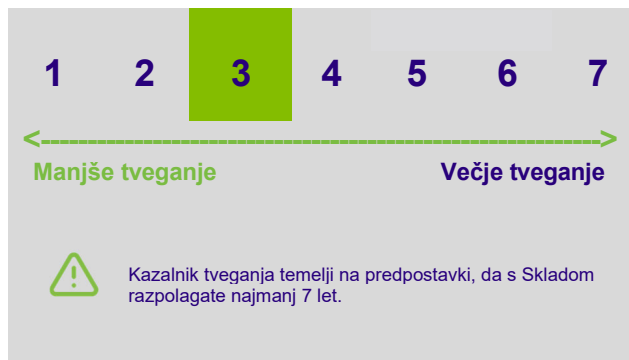 1 2 3 4 5 6 7
<-------------------------------------------------------------->
Manjše tveganje Večje tveganje
Kazalnik tveganja temelji na predpostavki, da s Skladom
razpolagate najmanj 7 let.